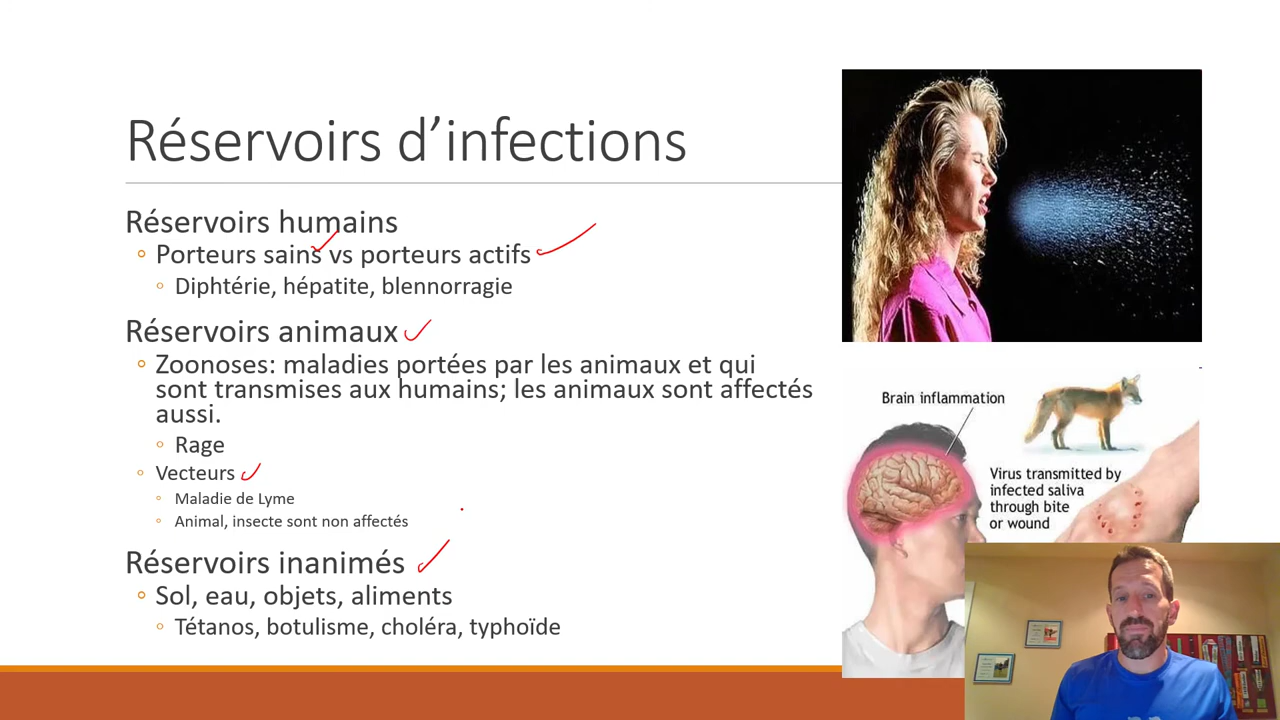 Réservoirs d’infections
Réservoirs humains
Porteurs sains vs porteurs actifs
Diphtérie, hépatite, blennorragie
Réservoirs animaux
Zoonoses: maladies portées par les animaux et qui
sont transmises aux humains; les animaux sont affectés
aussi.
Rage
Vecteurs
Maladie de Lyme
Animal, insecte sont non affectés
Réservoirs inanimés
Sol, eau, objets, aliments
Tétanos, botulisme, choléra, typhoïde
Brain inflammation
Virus transmitted by
infected saliva
through bite
or wound